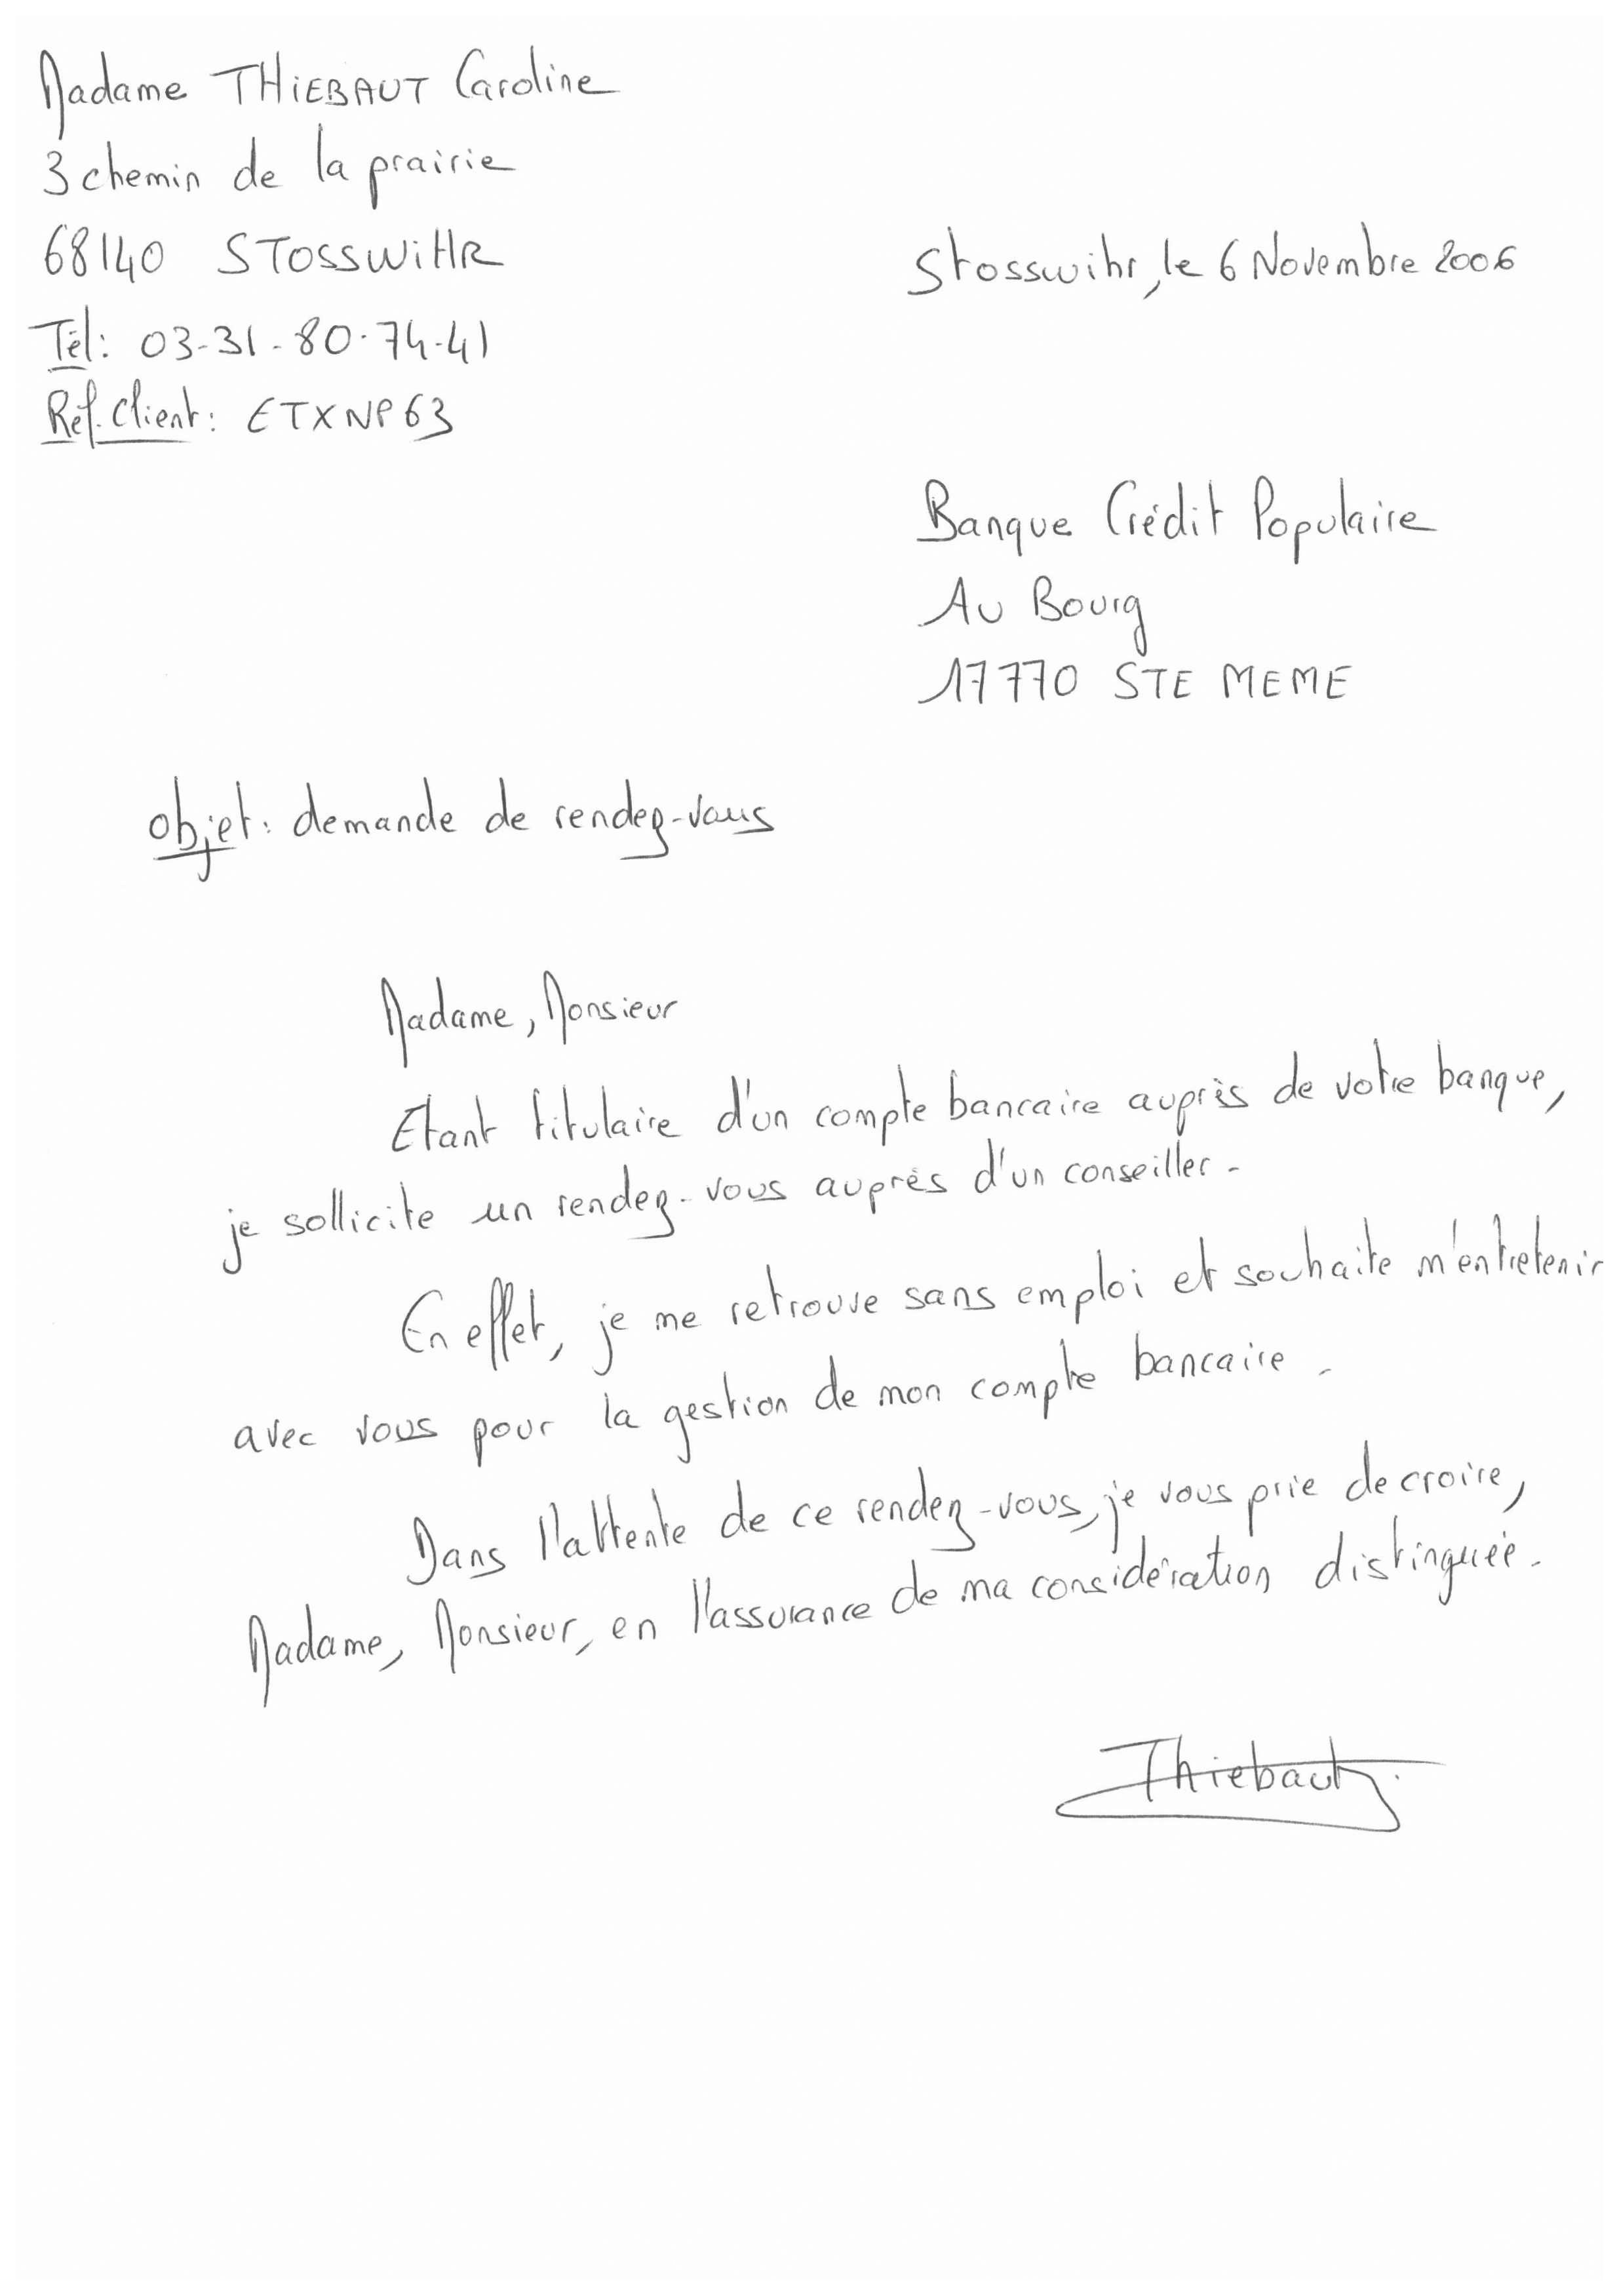 Madame THIEBAUT Caroline
3 chemin de la prairie
68140 STOSSWIHR
Stosswihr, le 6 Novembre 2006
Tél: 03-31-80-74-41
Réf. Client: ETXNP63
Banque Crédit Populaire
Au Bourg
17770 STE MEME
objet: demande de rendez-vous
Madame, Monsieur
Etant titulaire d'un compte bancaire auprès de votre banque,
je sollicite un rendez-vous auprès d'un conseiller.
En effet, je me retrouve sans emploi et souhaite m'entretenir
avec vous pour la gestion de mon compte bancaire.
Dans l'attente de ce rendez-vous, je vous prie de croire,
Madame, Monsieur, en l'assurance de ma considération distinguée.
Thiebaut